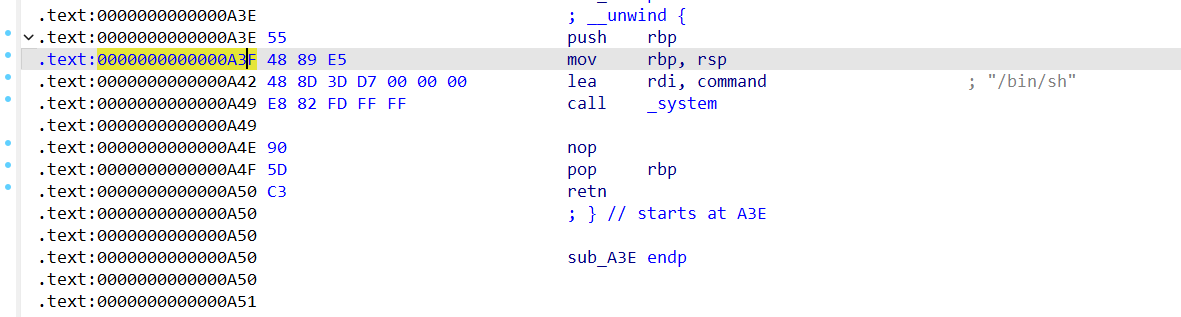 .text:0000000000000A3E ; __unwind {
.text:0000000000000A3E 55 push rbp
.text:0000000000000A3F 48 89 E5 mov rbp, rsp
.text:0000000000000A42 48 8D 3D D7 00 00 00 lea rdi, command ; "/bin/sh"
.text:0000000000000A49 E8 82 FD FF FF call _system
.text:0000000000000A49
.text:0000000000000A4E 90 nop
.text:0000000000000A4F 5D pop rbp
.text:0000000000000A50 C3 retn
.text:0000000000000A50 ; } // starts at A3E
.text:0000000000000A50
.text:0000000000000A50 sub_A3E endp
.text:0000000000000A50
.text:0000000000000A51